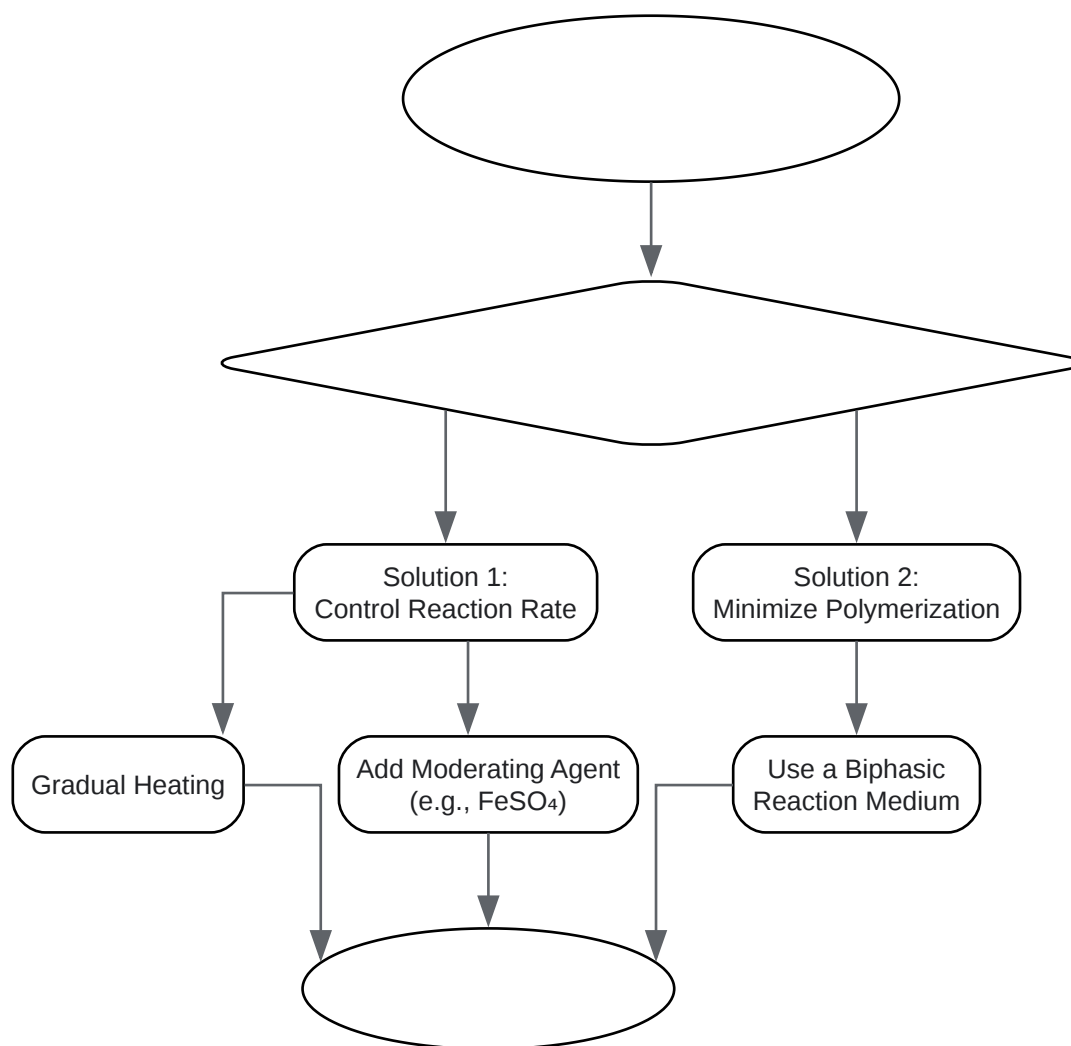 Solution 1:
Control Reaction Rate
Solution 2:
Minimize Polymerization
Gradual Heating
Add Moderating Agent
(e.g., FeSO₄)
Use a Biphasic
Reaction Medium